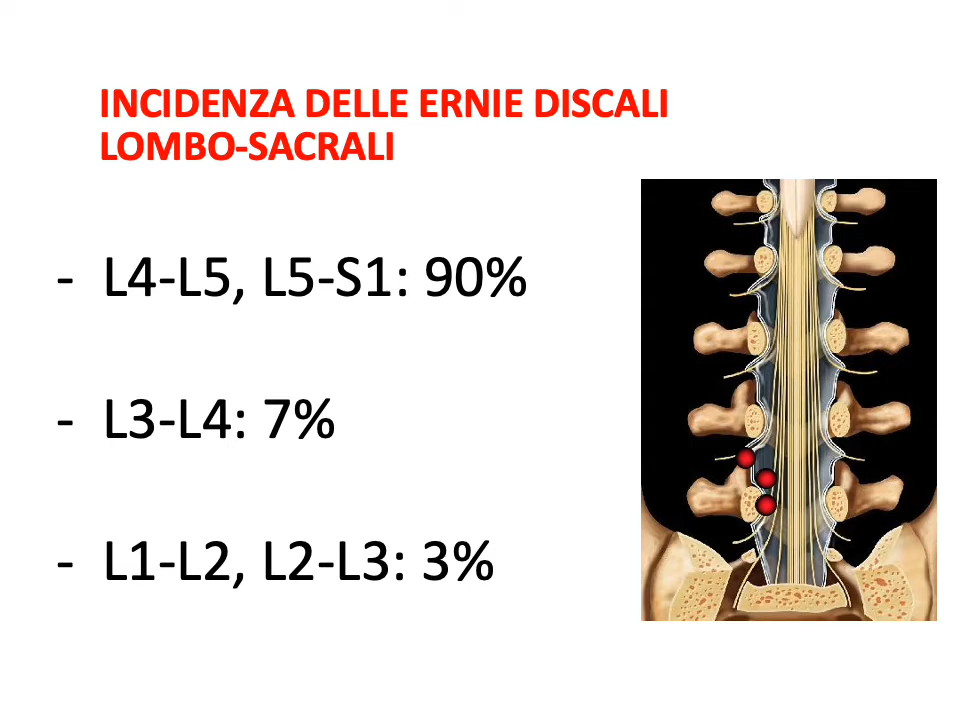 INCIDENZA DELLE ERNIE DISCALI
LOMBO-SACRALI
- L4-L5, L5-S1: 90%
- L3-L4: 7%
- L1-L2, L2-L3: 3%